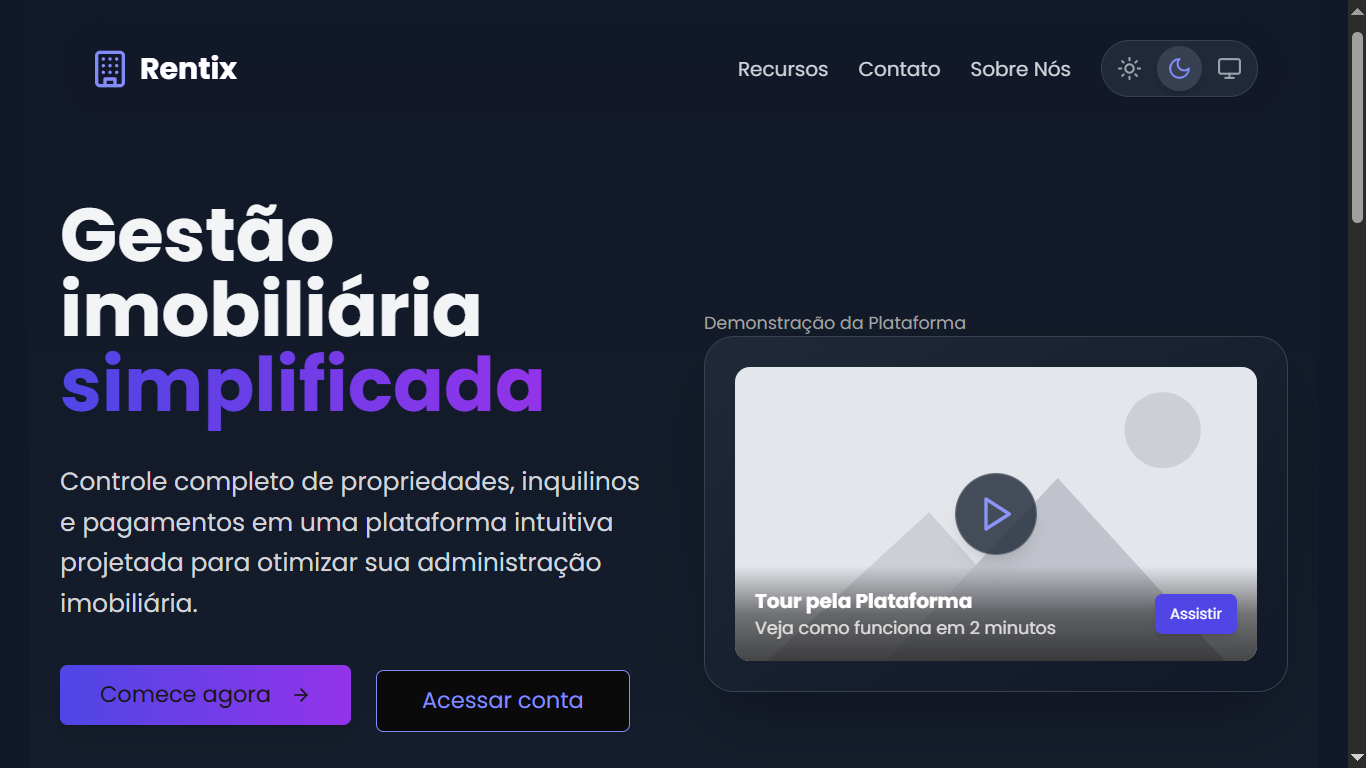 Rentix
Recursos
Contato
Sobre Nós
Gestão
imobiliária
simplificada
Controle completo de propriedades, inquilinos
e pagamentos em uma plataforma intuitiva
projetada para otimizar sua administração
imobiliária.
Comece agora →
Acessar conta
Demonstração da Plataforma
Tour pela Plataforma
Veja como funciona em 2 minutos
Assistir